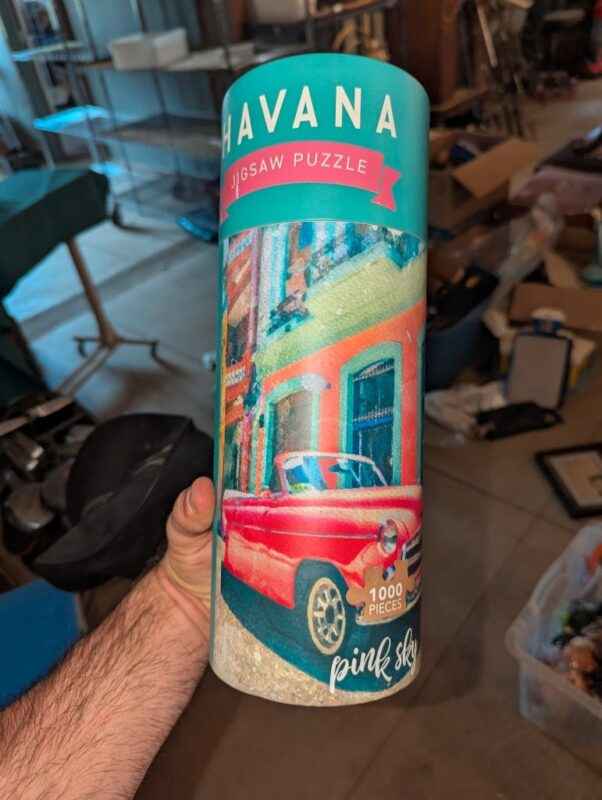 HAVANA
JIGSAW PUZZLE
1000
PIECES
pink sky